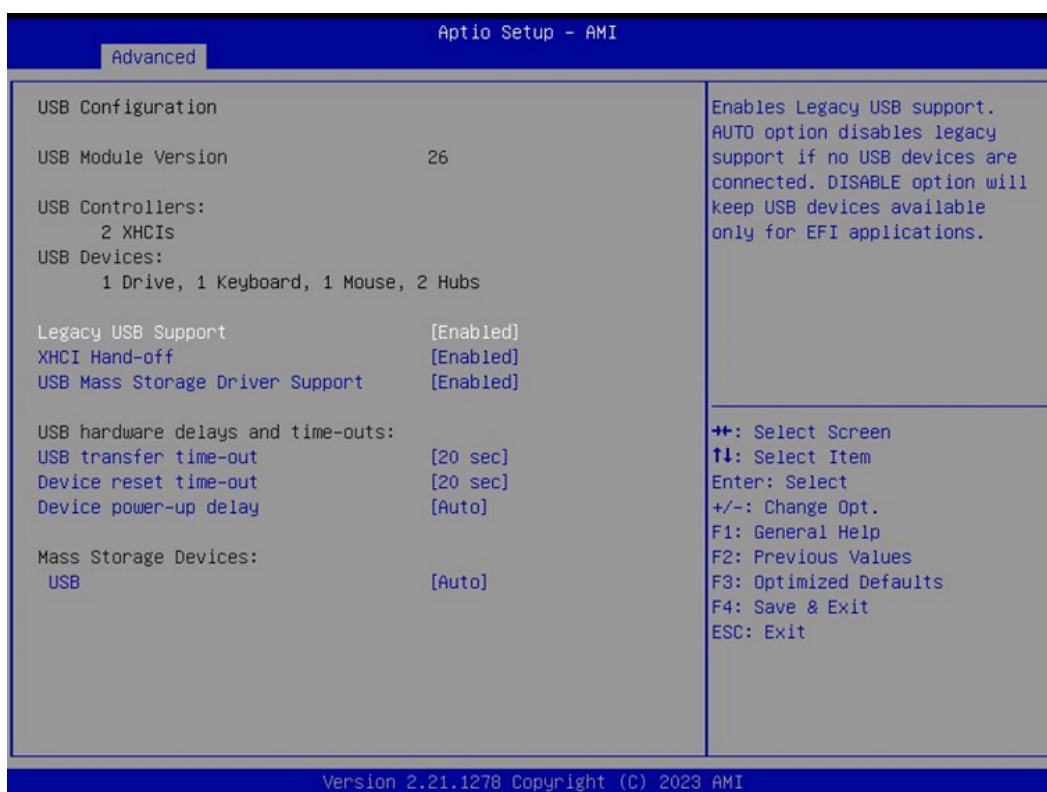 Aptio Setup – AMI
Advanced
USB Configuration
USB Module Version 26
USB Controllers:
2 XHCIs
USB Devices:
1 Drive, 1 Keyboard, 1 Mouse, 2 Hubs
Legacy USB Support [Enabled]
XHCI Hand-off [Enabled]
USB Mass Storage Driver Support [Enabled]
USB hardware delays and time-outs:
USB transfer time-out [20 sec]
Device reset time-out [20 sec]
Device power-up delay [Auto]
Mass Storage Devices:
USB [Auto]
Enables Legacy USB support.
AUTO option disables legacy
support if no USB devices are
connected. DISABLE option will
keep USB devices available
only for EFI applications.
→←: Select Screen
↑↓: Select Item
Enter: Select
+/-: Change Opt.
F1: General Help
F2: Previous Values
F3: Optimized Defaults
F4: Save & Exit
ESC: Exit
Version 2.21.1278 Copyright (C) 2023 AMI